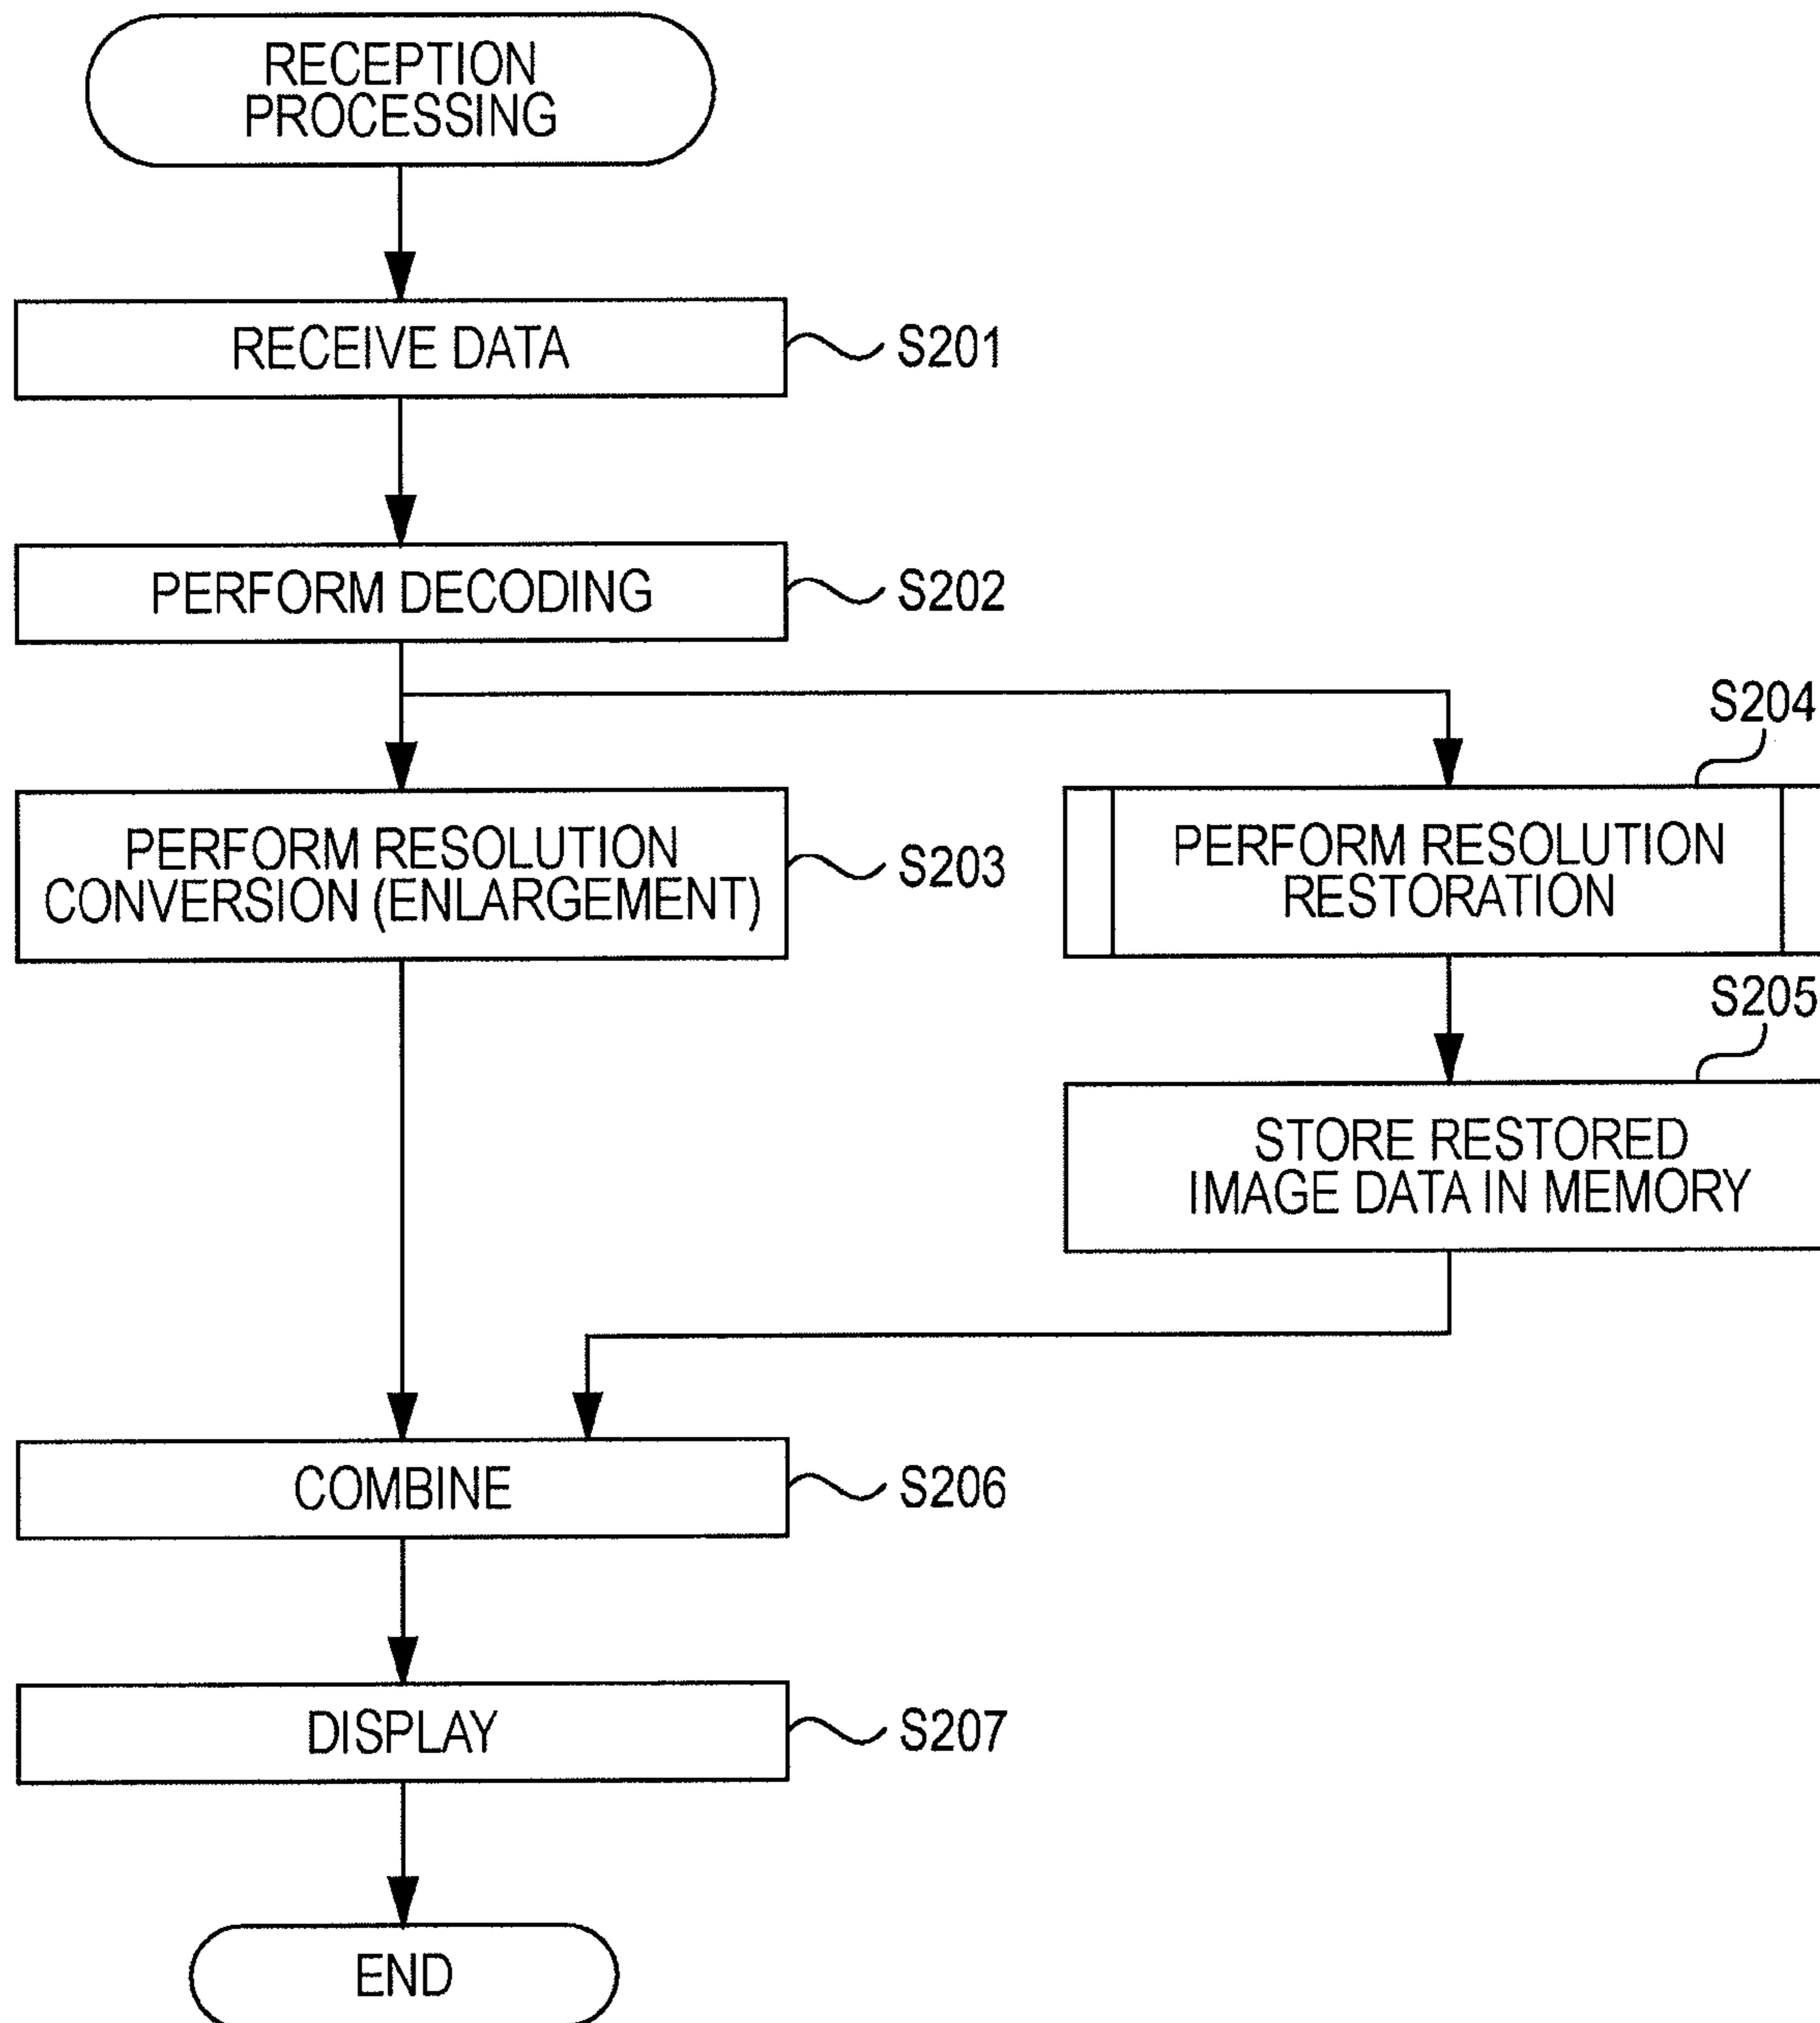 RECEPTION
PROCESSING
RECEIVE DATA
S201
PERFORM DECODING
S202
PERFORM RESOLUTION
CONVERSION (ENLARGEMENT)
S203
S204
PERFORM RESOLUTION
RESTORATION
S205
STORE RESTORED
IMAGE DATA IN MEMORY
COMBINE
S206
DISPLAY
S207
END